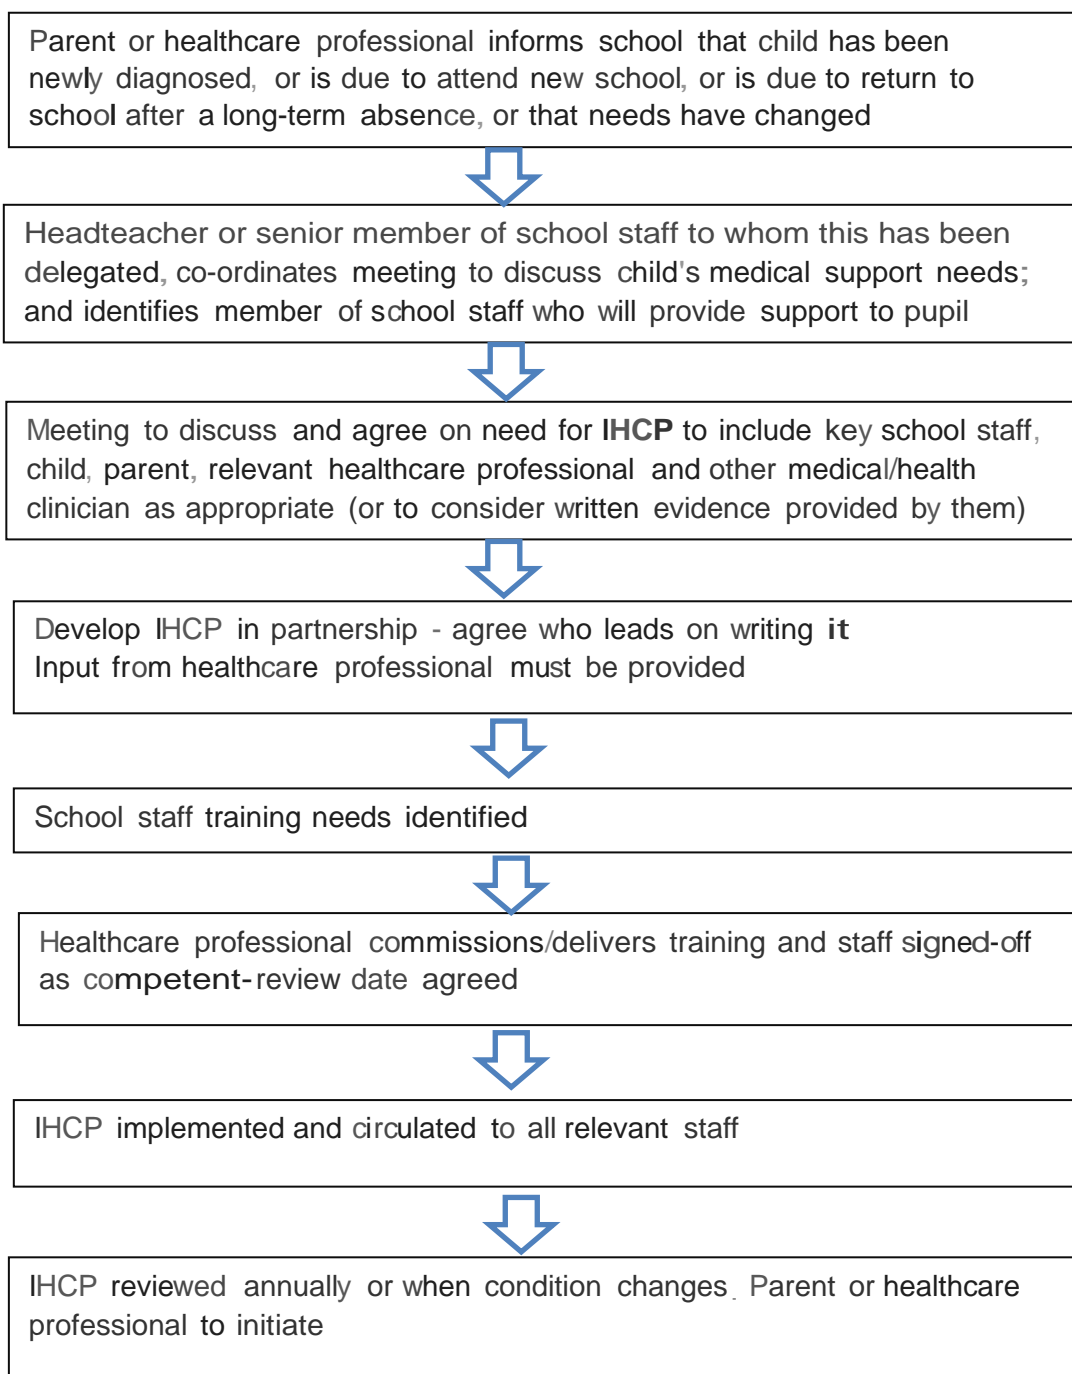 Parent or healthcare professional informs school that child has been
newly diagnosed, or is due to attend new school, or is due to return to
school after a long-term absence, or that needs have changed
Headteacher or senior member of school staff to whom this has been
delegated, co-ordinates meeting to discuss child's medical support needs;
and identifies member of school staff who will provide support to pupil
Meeting to discuss and agree on need for IHCP to include key school staff,
child, parent, relevant healthcare professional and other medical/health
clinician as appropriate (or to consider written evidence provided by them)
Develop IHCP in partnership - agree who leads on writing it
Input from healthcare professional must be provided
School staff training needs identified
Healthcare professional commissions/delivers training and staff signed-off
as competent-review date agreed
IHCP implemented and circulated to all relevant staff
IHCP reviewed annually or when condition changes. Parent or healthcare
professional to initiate